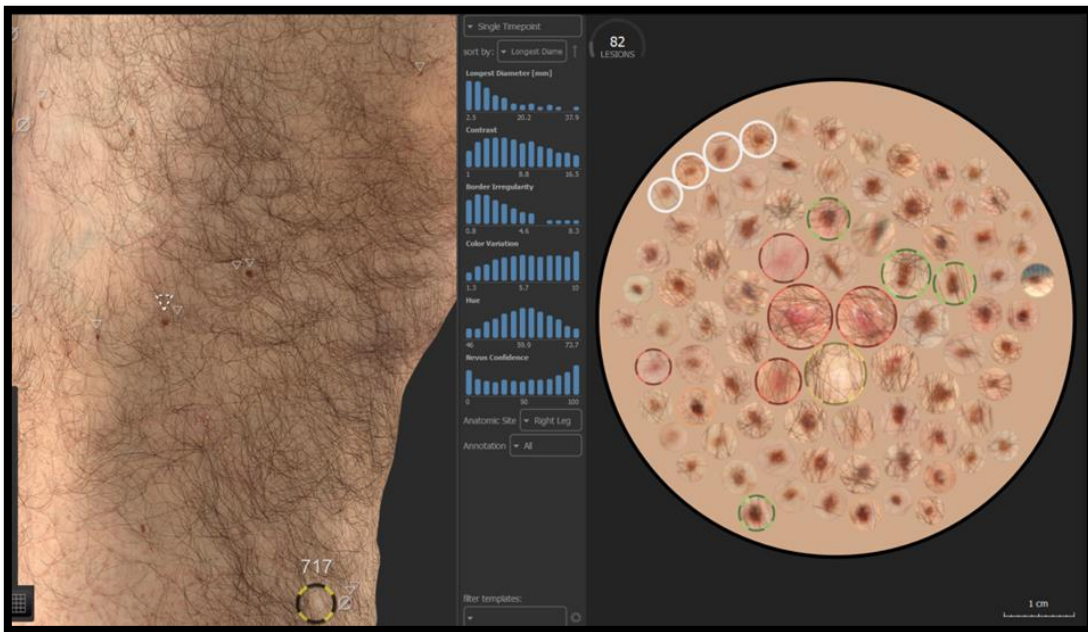 717
Single Timepoint
sort by: Longest Diame
Longest Diameter [mm]
2.5 20.2 37.9
Contrast
1 8.8 16.5
Border Irregularity
0.8 4.6 8.3
Color Variation
1.3 5.7 10
Hue
46 59.9 73.7
Nevus Confidence
0 50 100
Anatomic Site Right Leg
Annotation All
filter templates:
82
LESIONS
1 cm